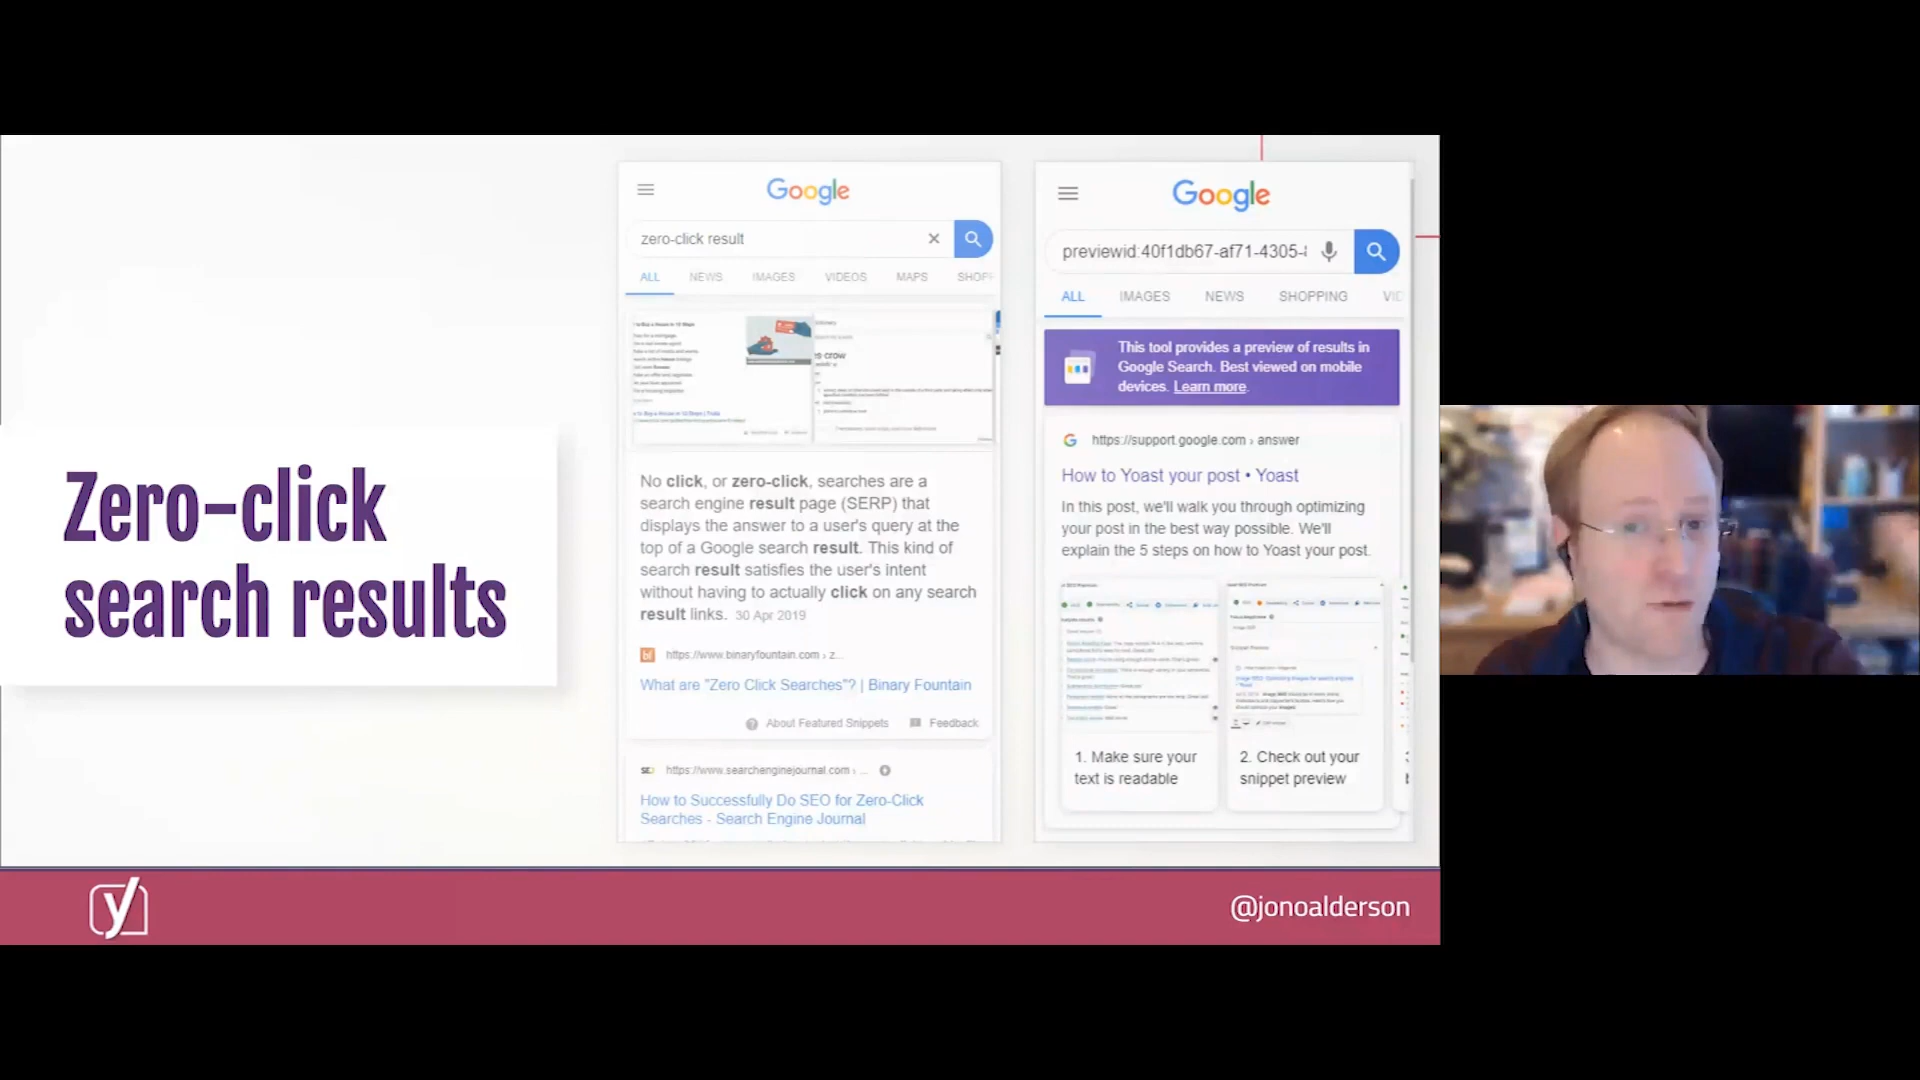 Zero-click
search results
Google
zero-click result
ALL NEWS IMAGES VIDEOS MAPS SHOP
No click, or zero-click, searches are a
search engine result page (SERP) that
displays the answer to a user's query at the
top of a Google search result. This kind of
search result satisfies the user's intent
without having to actually click on any search
result links. 30 Apr 2019
https://www.binaryfountain.com › z...
What are "Zero Click Searches"? | Binary Fountain
About Featured Snippets Feedback
https://www.searchenginejournal.com › ...
How to Successfully Do SEO for Zero-Click
Searches - Search Engine Journal
Google
previewid:40f1db67-af71-4305-
ALL IMAGES NEWS SHOPPING VID
This tool provides a preview of results in
Google Search. Best viewed on mobile
devices. Learn more.
https://support.google.com › answer
How to Yoast your post • Yoast
In this post, we'll walk you through optimizing
your post in the best way possible. We'll
explain the 5 steps on how to Yoast your post.
1. Make sure your
text is readable
2. Check out your
snippet preview
y
@jonoalderson